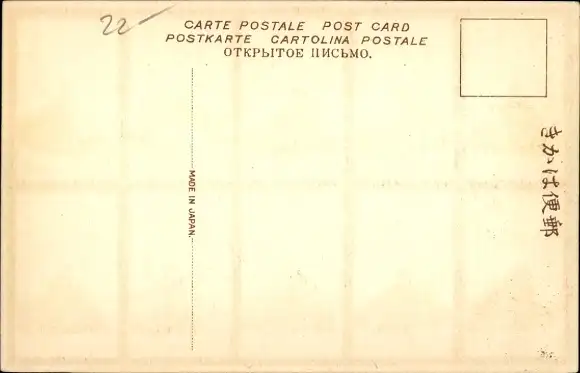 22
CARTE POSTALE POST CARD
POSTKARTE CARTOLINA POSTALE
ОТКРЫТОЕ ПИСЬМО.
MADE IN JAPAN.
きかは便郵